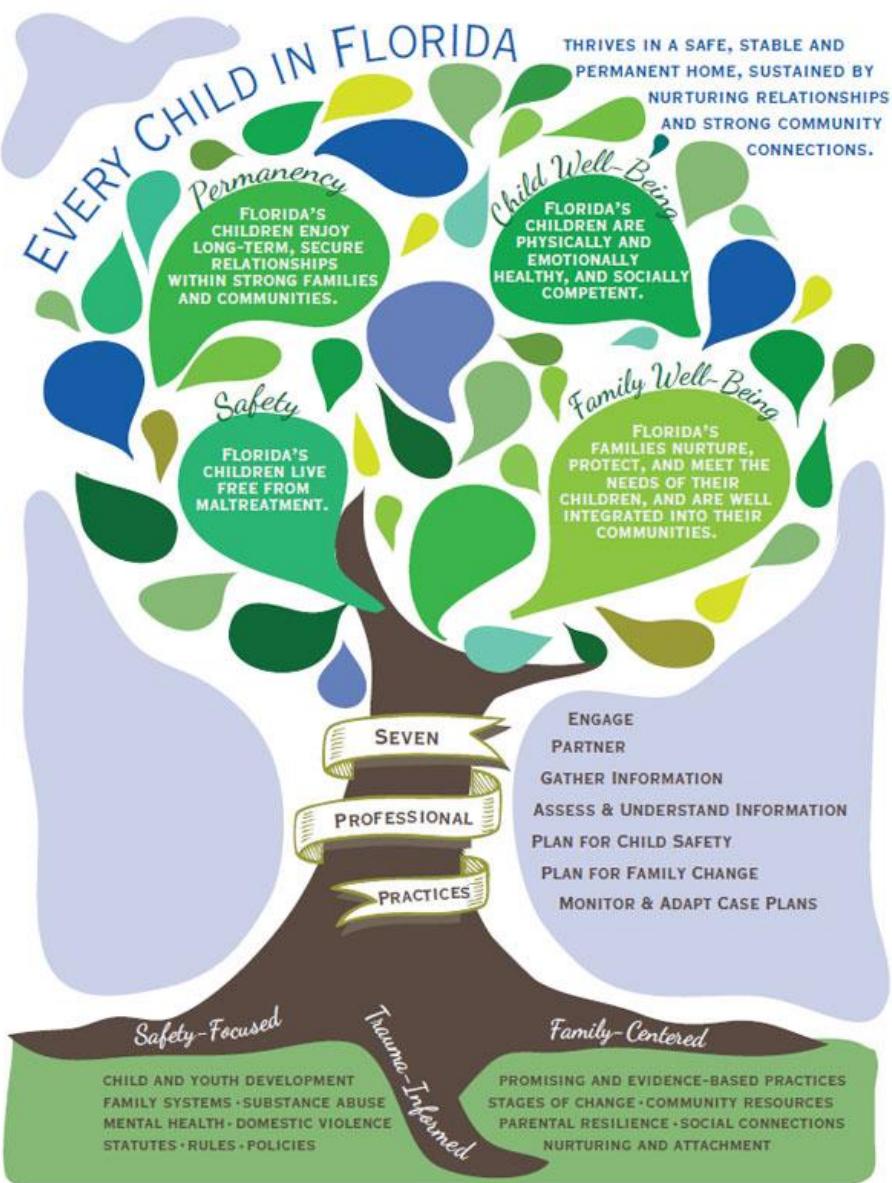 EVERY CHILD IN FLORIDA
THRIVES IN A SAFE, STABLE AND
PERMANENT HOME, SUSTAINED BY
NURTURING RELATIONSHIPS
AND STRONG COMMUNITY
CONNECTIONS.
Permanency
FLORIDA'S
CHILDREN ENJOY
LONG-TERM, SECURE
RELATIONSHIPS
WITHIN STRONG FAMILIES
AND COMMUNITIES.
Child Well-Being
FLORIDA'S
CHILDREN ARE
PHYSICALLY AND
EMOTIONALLY
HEALTHY, AND SOCIALLY
COMPETENT.
Safety
FLORIDA'S
CHILDREN LIVE
FREE FROM
MALTREATMENT.
Family Well-Being
FLORIDA'S
FAMILIES NURTURE,
PROTECT, AND MEET THE
NEEDS OF THEIR
CHILDREN, AND ARE WELL
INTEGRATED INTO THEIR
COMMUNITIES.
SEVEN
PROFESSIONAL
PRACTICES
ENGAGE
PARTNER
GATHER INFORMATION
ASSESS & UNDERSTAND INFORMATION
PLAN FOR CHILD SAFETY
PLAN FOR FAMILY CHANGE
MONITOR & ADAPT CASE PLANS
Safety-Focused
Trauma-Informed
Family-Centered
CHILD AND YOUTH DEVELOPMENT
FAMILY SYSTEMS · SUBSTANCE ABUSE
MENTAL HEALTH · DOMESTIC VIOLENCE
STATUTES · RULES · POLICIES
PROMISING AND EVIDENCE-BASED PRACTICES
STAGES OF CHANGE · COMMUNITY RESOURCES
PARENTAL RESILIENCE · SOCIAL CONNECTIONS
NURTURING AND ATTACHMENT